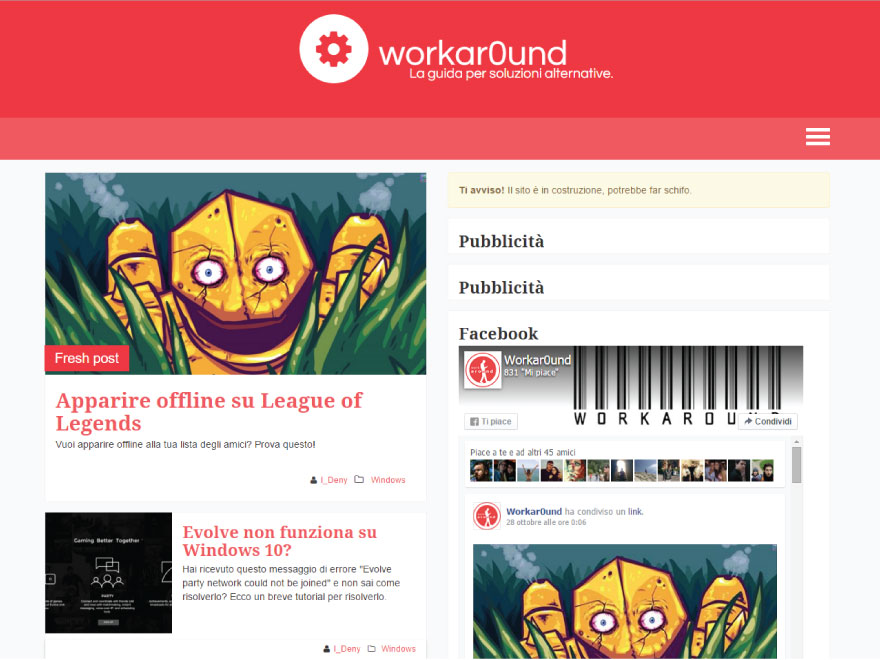 workar0und
La guida per soluzioni alternative.
Fresh post
Apparire offline su League of
Legends
Vuoi apparire offline alla tua lista degli amici? Prova questo!
I_Deny Windows
Gaming Better Together
PARTY
Evolve non funziona su
Windows 10?
Hai ricevuto questo messaggio di errore "Evolve
party network could not be joined" e non sai come
risolverlo? Ecco un breve tutorial per risolverlo.
I_Deny Windows
Ti avviso! Il sito è in costruzione, potrebbe far schifo.
Pubblicità
Pubblicità
Facebook
Workar0und
831 "Mi piace"
WORKAROUND
Ti piace
Condividi
Piace a te e ad altri 45 amici
Workar0und ha condiviso un link.
28 ottobre alle ore 0:06